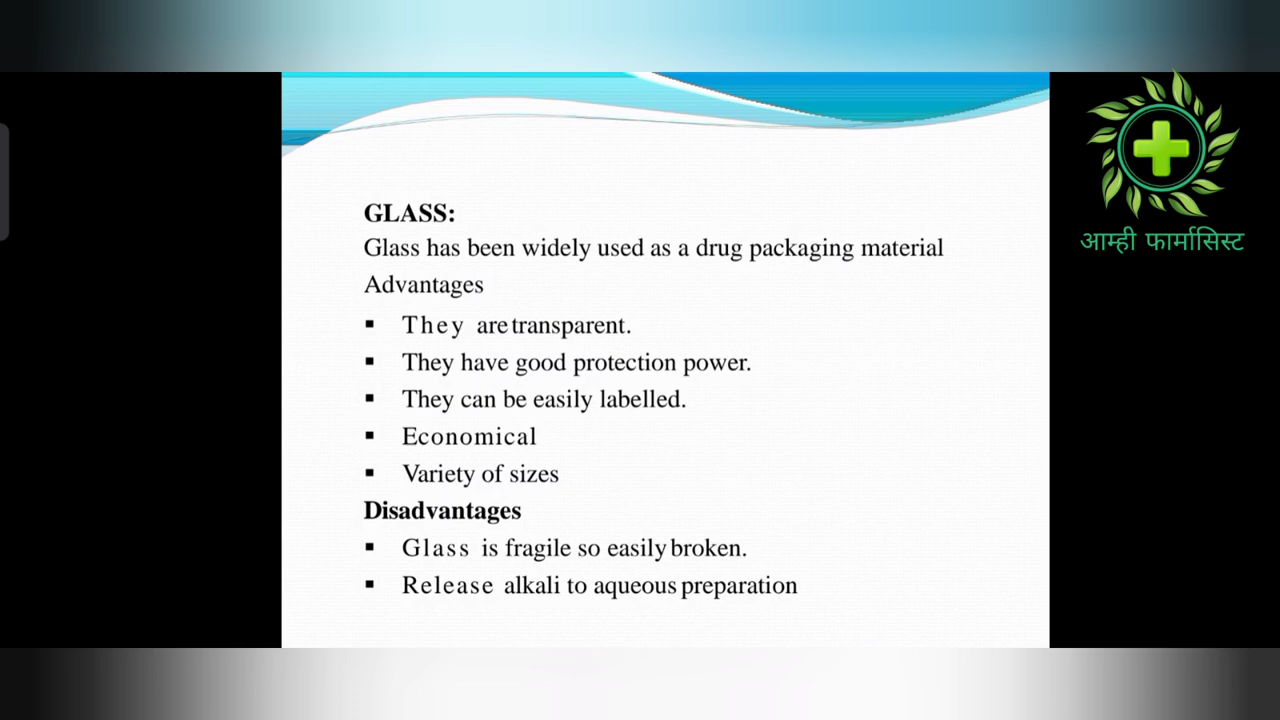 GLASS:
Glass has been widely used as a drug packaging material
Advantages
▪ They are transparent.
▪ They have good protection power.
▪ They can be easily labelled.
▪ Economical
▪ Variety of sizes
Disadvantages
▪ Glass is fragile so easily broken.
▪ Release alkali to aqueous preparation
आम्ही फार्मासिस्ट